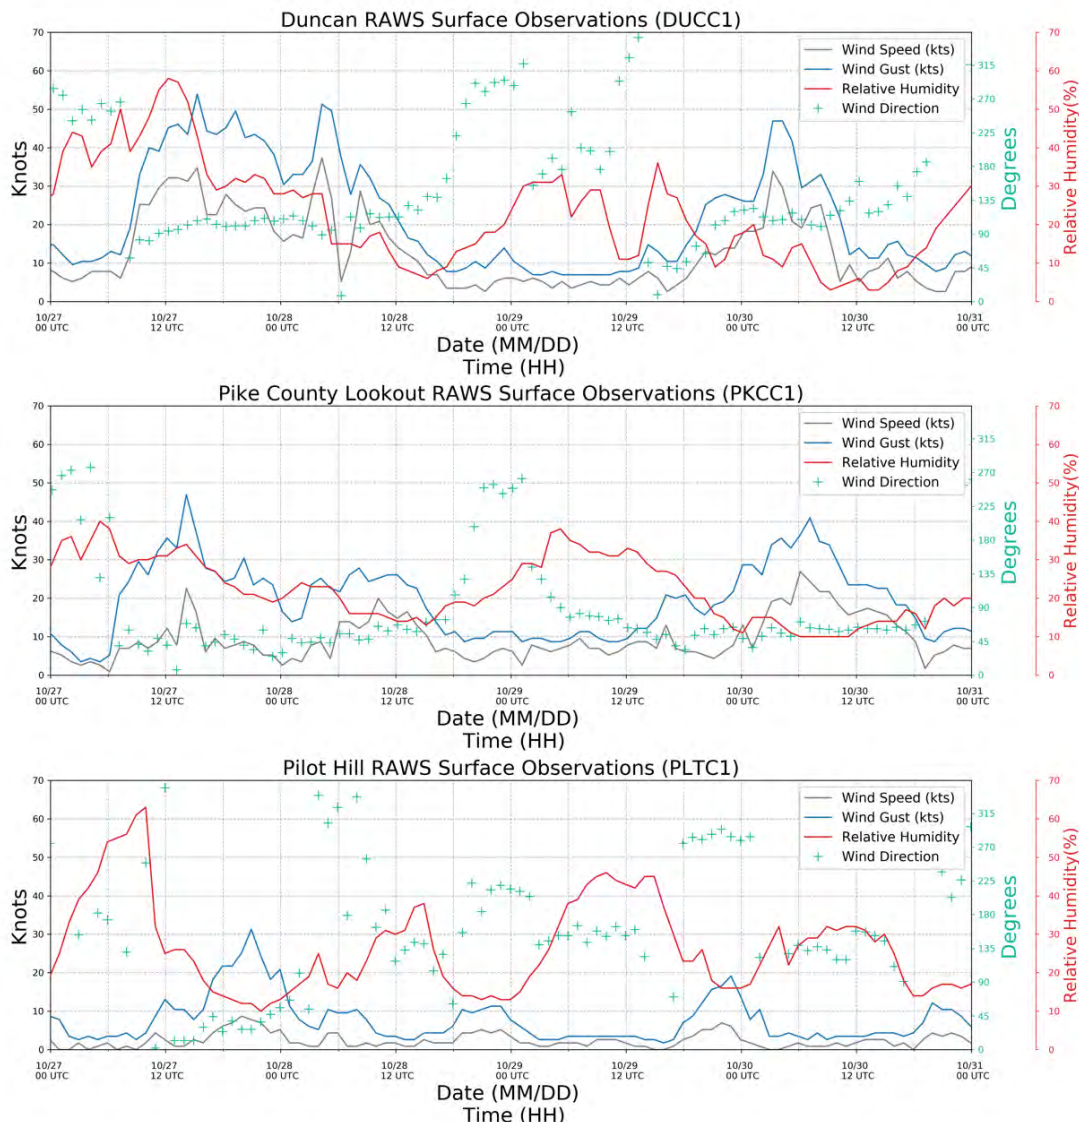 Duncan RAWS Surface Observations (DUCC1)
70
60
50
40
30
20
10
0
Knots
Wind Speed (kts)
Wind Gust (kts)
Relative Humidity
Wind Direction
315
270
225
180
135
90
45
0
Degrees
70
60
50
40
30
20
10
0
Relative Humidity(%)
10/27 10/27 10/28 10/28 10/29 10/29 10/30 10/30 10/31
00 UTC 12 UTC 00 UTC 12 UTC 00 UTC 12 UTC 00 UTC 12 UTC 00 UTC
Date (MM/DD)
Time (HH)
Pike County Lookout RAWS Surface Observations (PKCC1)
70
60
50
40
30
20
10
0
Knots
Wind Speed (kts)
Wind Gust (kts)
Relative Humidity
Wind Direction
315
270
225
180
135
90
45
0
Degrees
70
60
50
40
30
20
10
0
Relative Humidity(%)
10/27 10/27 10/28 10/28 10/29 10/29 10/30 10/30 10/31
00 UTC 12 UTC 00 UTC 12 UTC 00 UTC 12 UTC 00 UTC 12 UTC 00 UTC
Date (MM/DD)
Time (HH)
Pilot Hill RAWS Surface Observations (PLTC1)
70
60
50
40
30
20
10
0
Knots
Wind Speed (kts)
Wind Gust (kts)
Relative Humidity
Wind Direction
315
270
225
180
135
90
45
0
Degrees
70
60
50
40
30
20
10
0
Relative Humidity(%)
10/27 10/27 10/28 10/28 10/29 10/29 10/30 10/30 10/31
00 UTC 12 UTC 00 UTC 12 UTC 00 UTC 12 UTC 00 UTC 12 UTC 00 UTC
Date (MM/DD)
Time (HH)